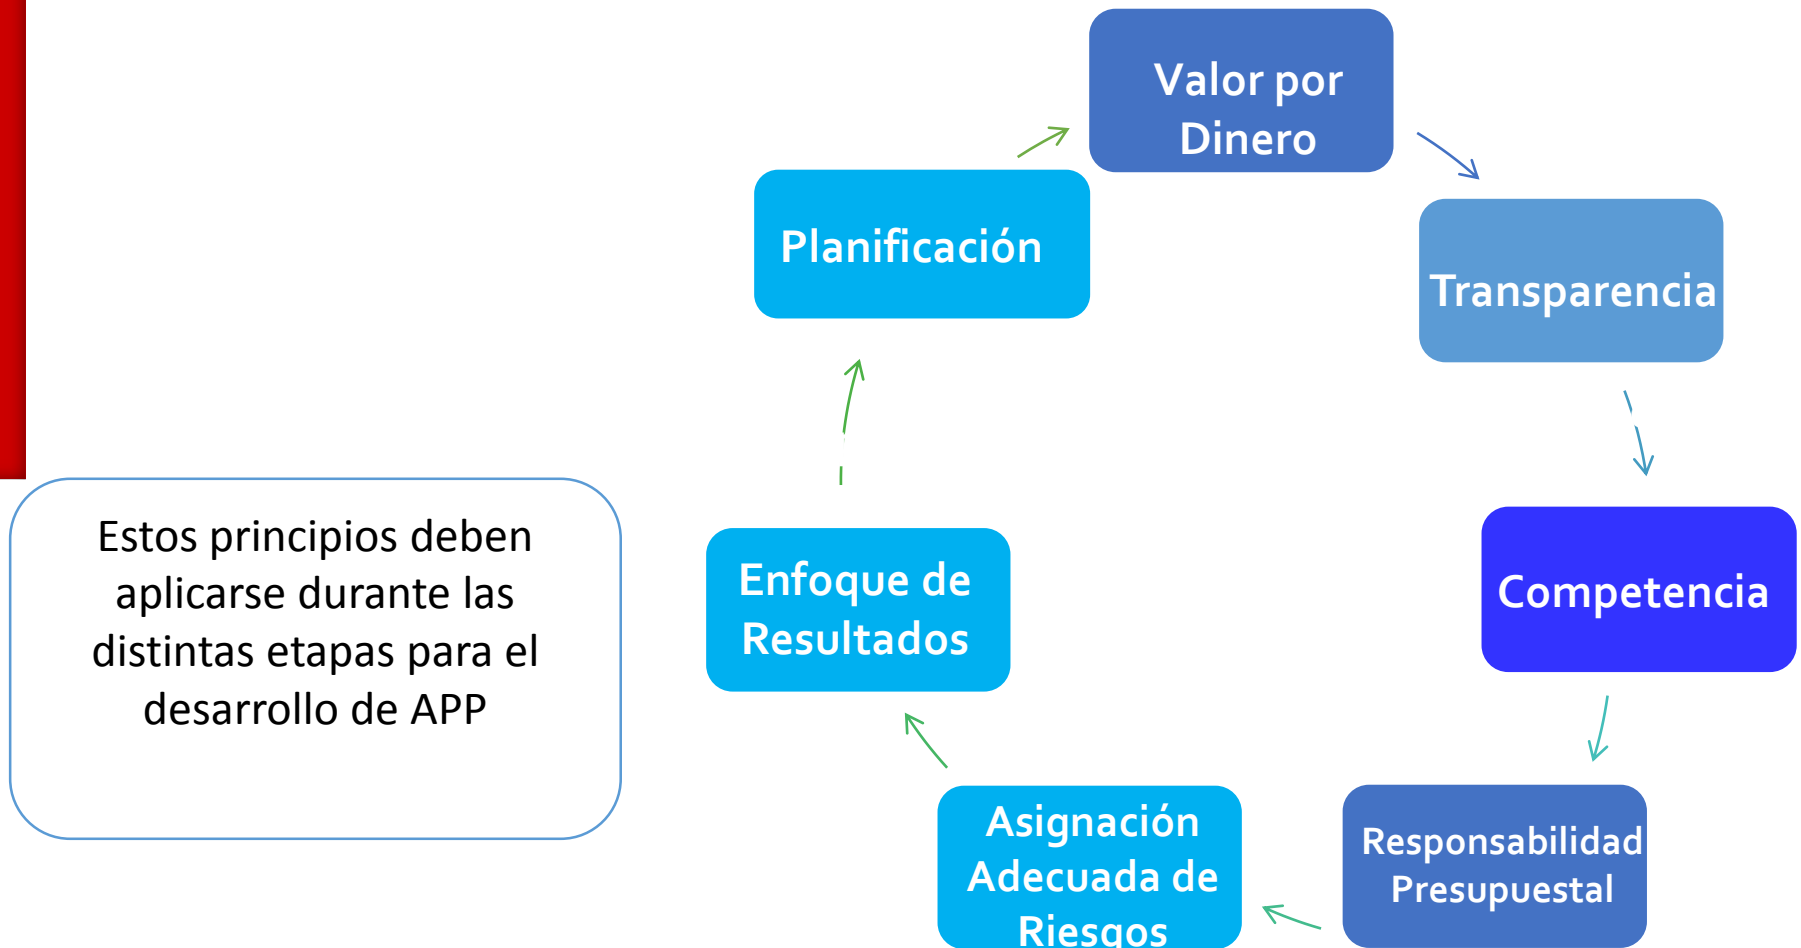 Valor por
Dinero
Transparencia
Competencia
Responsabilidad
Presupuestal
Asignación
Adecuada de
Riesgos
Enfoque de
Resultados
Planificación
Estos principios deben
aplicarse durante las
distintas etapas para el
desarrollo de APP